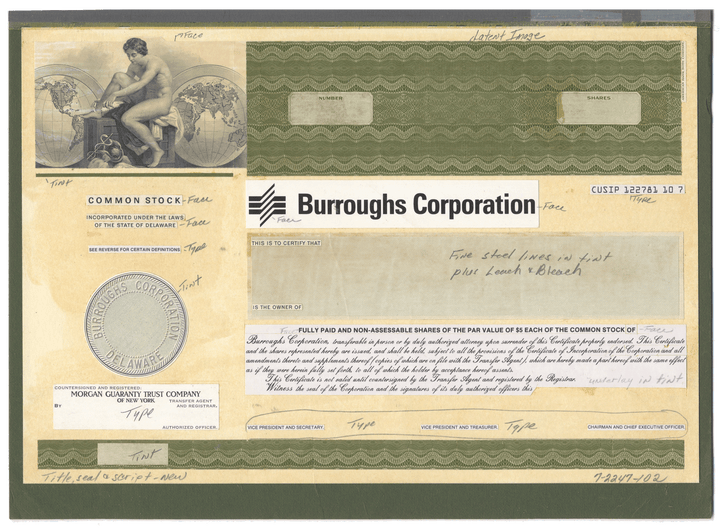 Face
Latent Image
NUMBER
SHARES
Tint
COMMON STOCK -Face
INCORPORATED UNDER THE LAWS
OF THE STATE OF DELAWARE -Face
SEE REVERSE FOR CERTAIN DEFINITIONS -Type
Burroughs Corporation -Face
Face
CUSIP 122781 10 7
Type
THIS IS TO CERTIFY THAT
Fine steel lines in tint
plus Leach & Bleach
IS THE OWNER OF
BURROUGHS CORPORATION
DELAWARE
-Tint
FULLY PAID AND NON-ASSESSABLE SHARES OF THE PAR VALUE OF $5 EACH OF THE COMMON STOCK OF -Face
Burroughs Corporation, transferable in person or by duly authorized attorney upon surrender of this Certificate properly endorsed. This Certificate
and the shares represented hereby are issued, and shall be held, subject to all the provisions of the Certificate of Incorporation of the Corporation and all
amendments thereto and supplements thereof (copies of which are on file with the Transfer Agent), which are hereby made a part hereof with the same effect
as if they were herein fully set forth, to all of which the holder by acceptance hereof assents.
This Certificate is not valid until countersigned by the Transfer Agent and registered by the Registrar.
Witness the seal of the Corporation and the signatures of its duly authorized officers this
in tint
COUNTERSIGNED AND REGISTERED:
MORGAN GUARANTY TRUST COMPANY
OF NEW YORK
TRANSFER AGENT
AND REGISTRAR,
BY
Type
AUTHORIZED OFFICER.
VICE PRESIDENT AND SECRETARY.
Type
VICE PRESIDENT AND TREASURER.
Type
CHAIRMAN AND CHIEF EXECUTIVE OFFICER.
Tint
Title, seal & script - New
7-2247-102